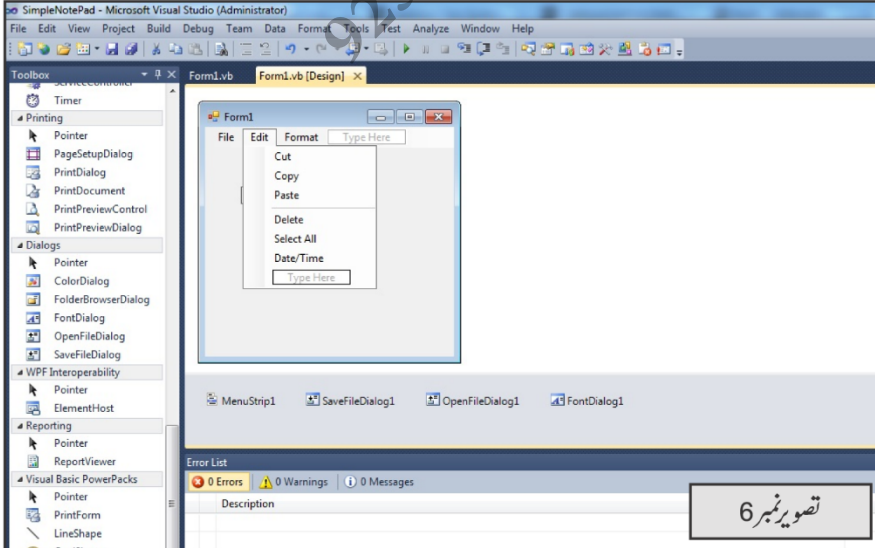 SimpleNotePad - Microsoft Visual Studio (Administrator)
File Edit View Project Build Debug Team Data Format Tools Test Analyze Window Help
Toolbox
Form1.vb Form1.vb [Design]
ServiceController
Timer
Printing
Pointer
PageSetupDialog
PrintDialog
PrintDocument
PrintPreviewControl
PrintPreviewDialog
Dialogs
Pointer
ColorDialog
FolderBrowserDialog
FontDialog
OpenFileDialog
SaveFileDialog
WPF Interoperability
Pointer
ElementHost
Reporting
Pointer
ReportViewer
Visual Basic PowerPacks
Pointer
PrintForm
LineShape
Form1
File Edit Format Type Here
Cut
Copy
Paste
Delete
Select All
Date/Time
Type Here
MenuStrip1 SaveFileDialog1 OpenFileDialog1 FontDialog1
Error List
0 Errors 0 Warnings 0 Messages
Description
تصویر نمبر 6